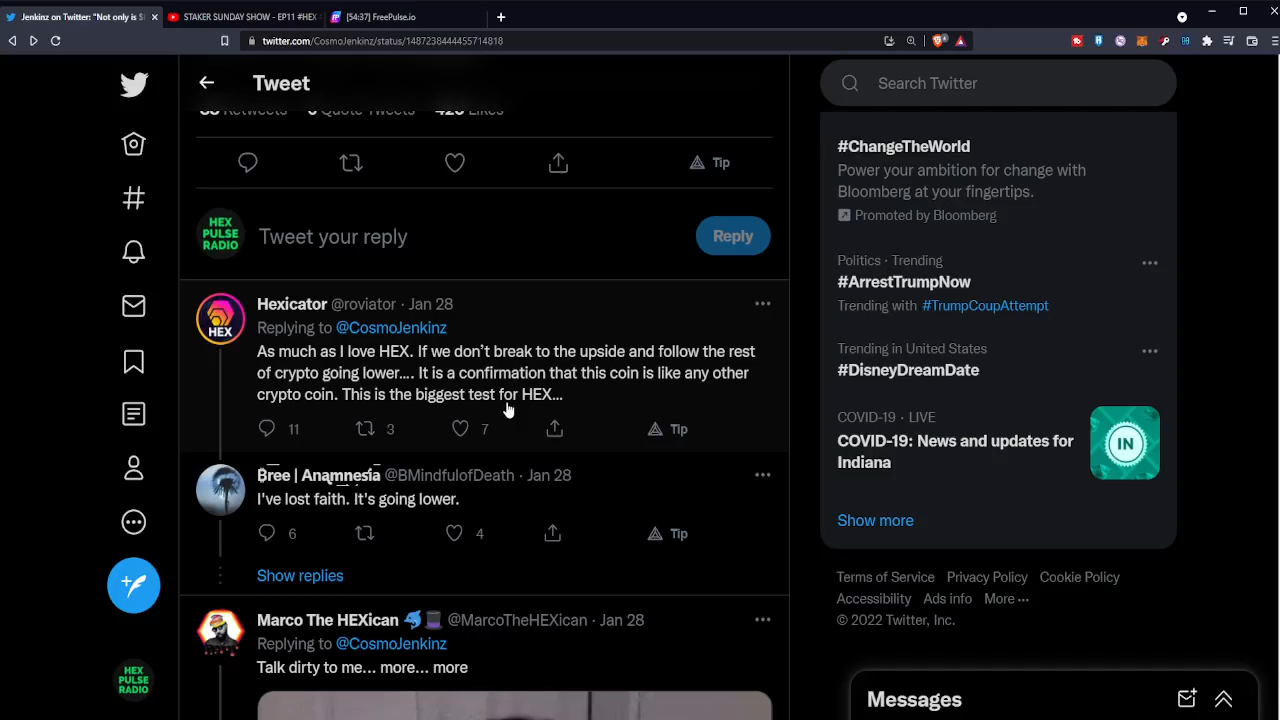 Jenkinz on Twitter: "Not only is S
STAKER SUNDAY SHOW - EP11 #HEX
[54:37] FreePulse.io
twitter.com/CosmoJenkinz/status/1487238444455714818
Tweet
Retweets Quote Tweets Likes
Tip
HEX
PULSE
RADIO
Tweet your reply
Reply
Hexicator @roviator · Jan 28
HEX
Replying to @CosmoJenkinz
As much as I love HEX. If we don't break to the upside and follow the rest
of crypto going lower.... It is a confirmation that this coin is like any other
crypto coin. This is the biggest test for HEX...
11 3 7 Tip
Bree | Anamnesia @BMindfulofDeath · Jan 28
I've lost faith. It's going lower.
6 4 Tip
Show replies
Marco The HEXican @MarcoTheHEXican · Jan 28
Replying to @CosmoJenkinz
Talk dirty to me... more... more
HEX
PULSE
RADIO
Search Twitter
#ChangeTheWorld
Power your ambition for change with
Bloomberg at your fingertips.
Promoted by Bloomberg
Politics · Trending
#ArrestTrumpNow
Trending with #TrumpCoupAttempt
Trending in United States
#DisneyDreamDate
COVID-19 · LIVE
COVID-19: News and updates for
Indiana
IN
Show more
Terms of Service Privacy Policy Cookie Policy
Accessibility Ads info More ···
© 2022 Twitter, Inc.
Messages